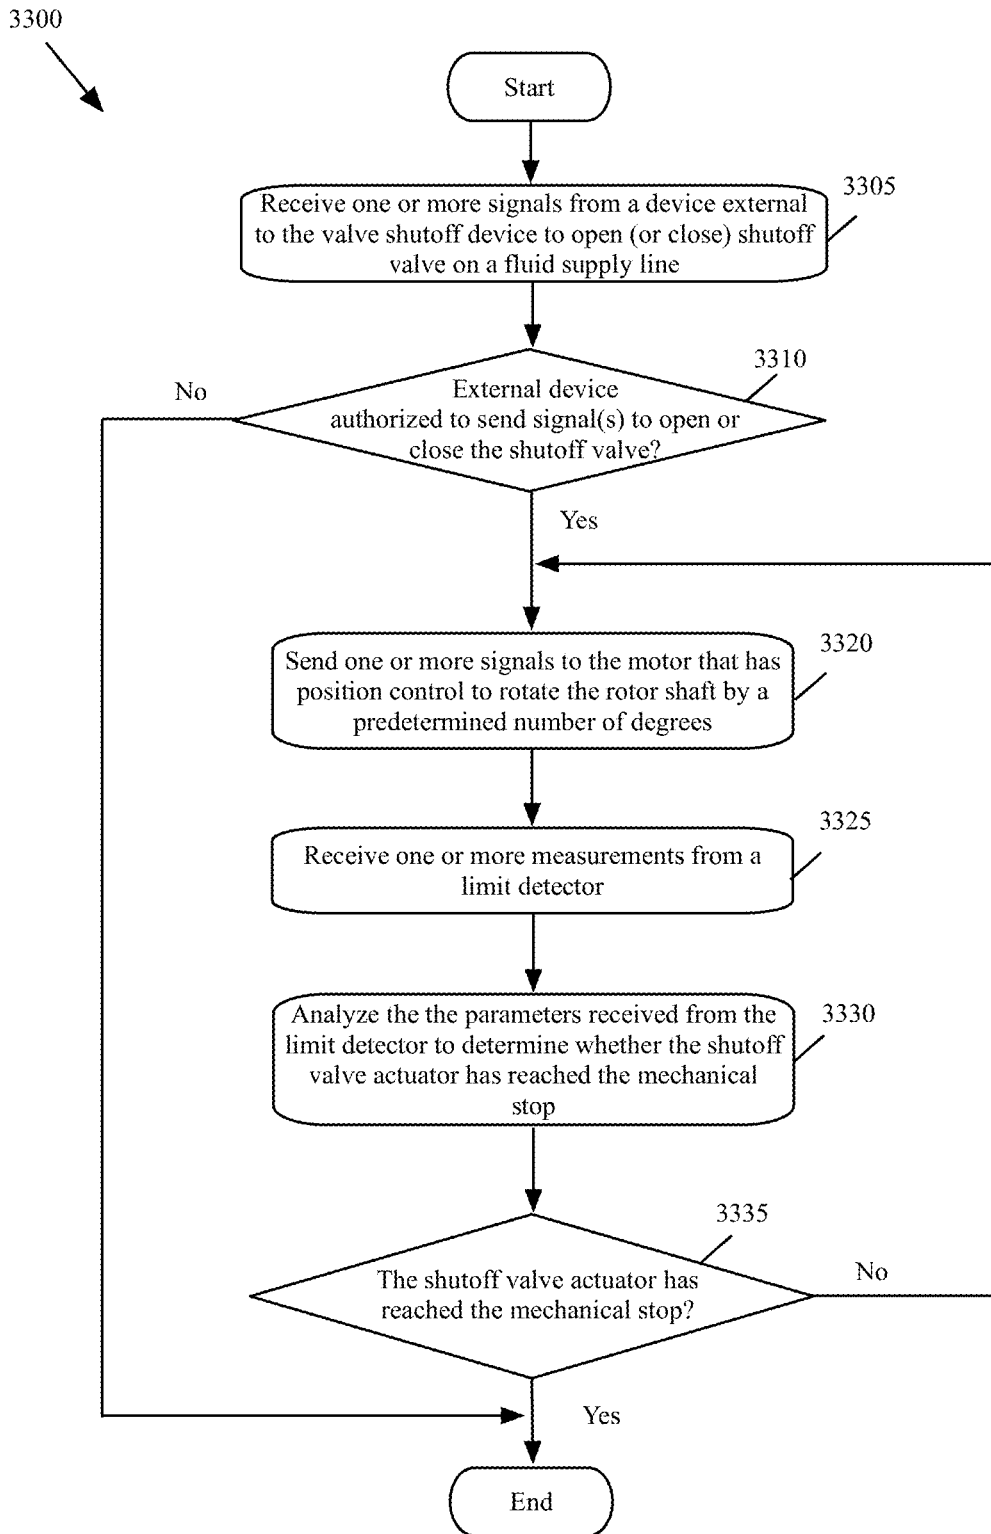 3300
Start
3305
Receive one or more signals from a device external
to the valve shutoff device to open (or close) shutoff
valve on a fluid supply line
3310
No
External device
authorized to send signal(s) to open or
close the shutoff valve?
Yes
3320
Send one or more signals to the motor that has
position control to rotate the rotor shaft by a
predetermined number of degrees
3325
Receive one or more measurements from a
limit detector
3330
Analyze the the parameters received from the
limit detector to determine whether the shutoff
valve actuator has reached the mechanical
stop
3335
The shutoff valve actuator has
reached the mechanical stop?
No
Yes
End